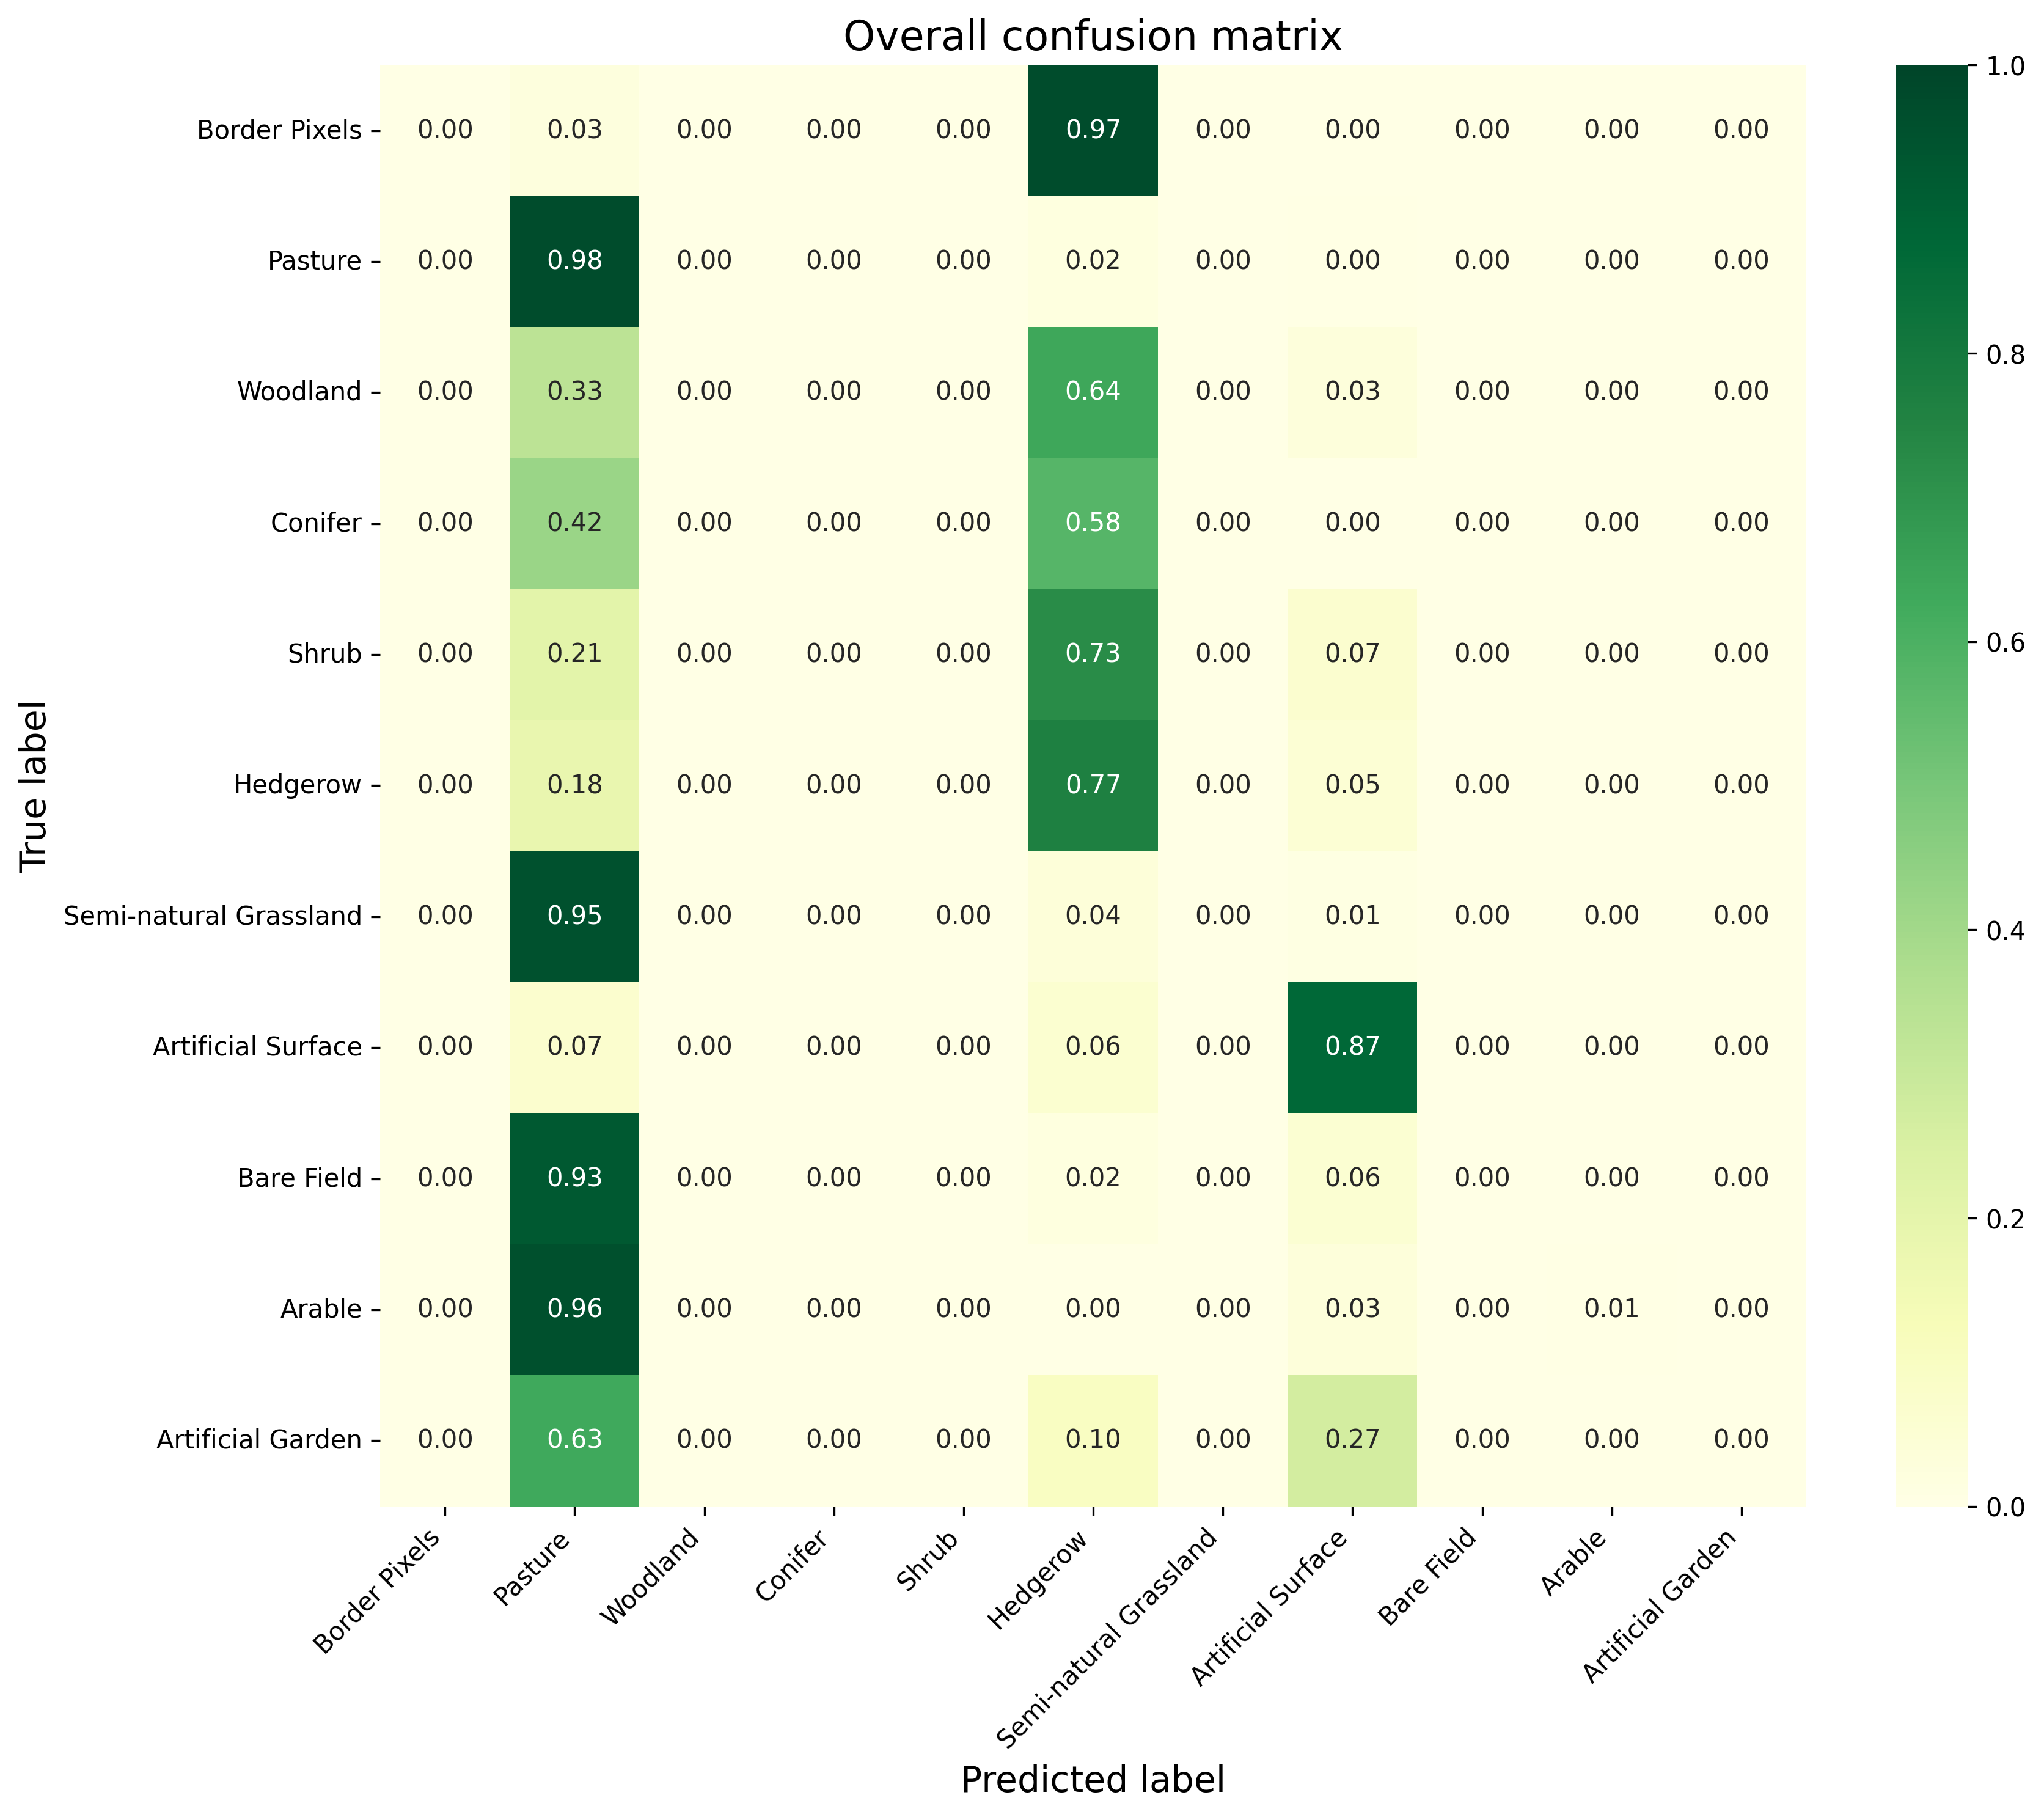 Overall confusion matrix
True label
Border Pixels 0.00 0.03 0.00 0.00 0.00 0.97 0.00 0.00 0.00 0.00 0.00
Pasture 0.00 0.98 0.00 0.00 0.00 0.02 0.00 0.00 0.00 0.00 0.00
Woodland 0.00 0.33 0.00 0.00 0.00 0.64 0.00 0.03 0.00 0.00 0.00
Conifer 0.00 0.42 0.00 0.00 0.00 0.58 0.00 0.00 0.00 0.00 0.00
Shrub 0.00 0.21 0.00 0.00 0.00 0.73 0.00 0.07 0.00 0.00 0.00
Hedgerow 0.00 0.18 0.00 0.00 0.00 0.77 0.00 0.05 0.00 0.00 0.00
Semi-natural Grassland 0.00 0.95 0.00 0.00 0.00 0.04 0.00 0.01 0.00 0.00 0.00
Artificial Surface 0.00 0.07 0.00 0.00 0.00 0.06 0.00 0.87 0.00 0.00 0.00
Bare Field 0.00 0.93 0.00 0.00 0.00 0.02 0.00 0.06 0.00 0.00 0.00
Arable 0.00 0.96 0.00 0.00 0.00 0.00 0.00 0.03 0.00 0.01 0.00
Artificial Garden 0.00 0.63 0.00 0.00 0.00 0.10 0.00 0.27 0.00 0.00 0.00
Border Pixels
Pasture
Woodland
Conifer
Shrub
Hedgerow
Semi-natural Grassland
Artificial Surface
Bare Field
Arable
Artificial Garden
Predicted label
1.0
0.8
0.6
0.4
0.2
0.0